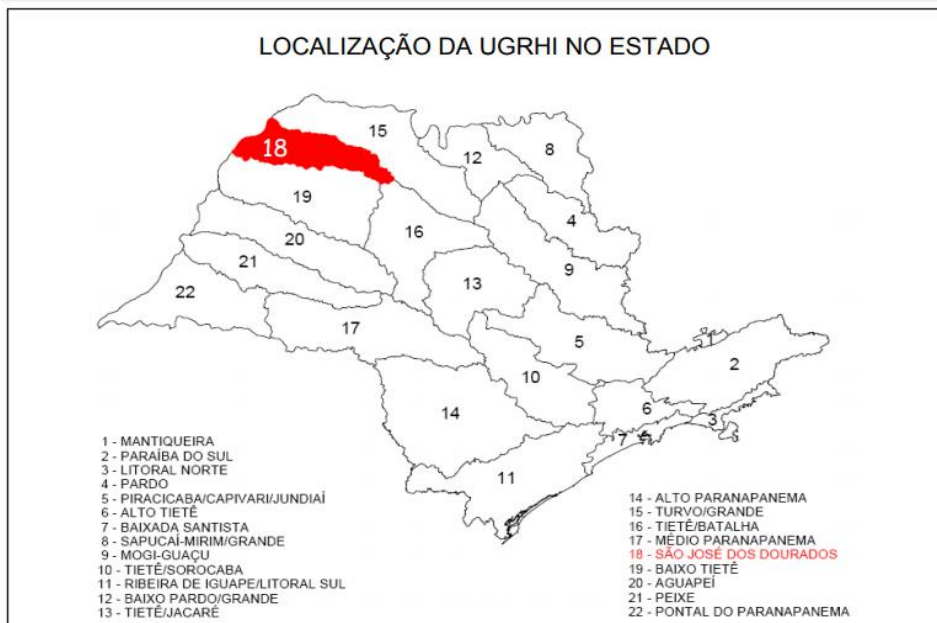 LOCALIZAÇÃO DA UGRHI NO ESTADO
15
18
12
8
19
4
16
20
9
21
13
22
17
5
1
2
10
6
14
3
7
11
1 - MANTIQUEIRA
2 - PARAÍBA DO SUL
3 - LITORAL NORTE
4 - PARDO
5 - PIRACICABA/CAPIVARI/JUNDIAÍ
6 - ALTO TIETÊ
7 - BAIXADA SANTISTA
8 - SAPUCAÍ-MIRIM/GRANDE
9 - MOGI-GUAÇU
10 - TIETÊ/SOROCABA
11 - RIBEIRA DE IGUAPE/LITORAL SUL
12 - BAIXO PARDO/GRANDE
13 - TIETÊ/JACARÉ
14 - ALTO PARANAPANEMA
15 - TURVO/GRANDE
16 - TIETÊ/BATALHA
17 - MÉDIO PARANAPANEMA
18 - SÃO JOSÉ DOS DOURADOS
19 - BAIXO TIETÊ
20 - AGUAPEÍ
21 - PEIXE
22 - PONTAL DO PARANAPANEMA